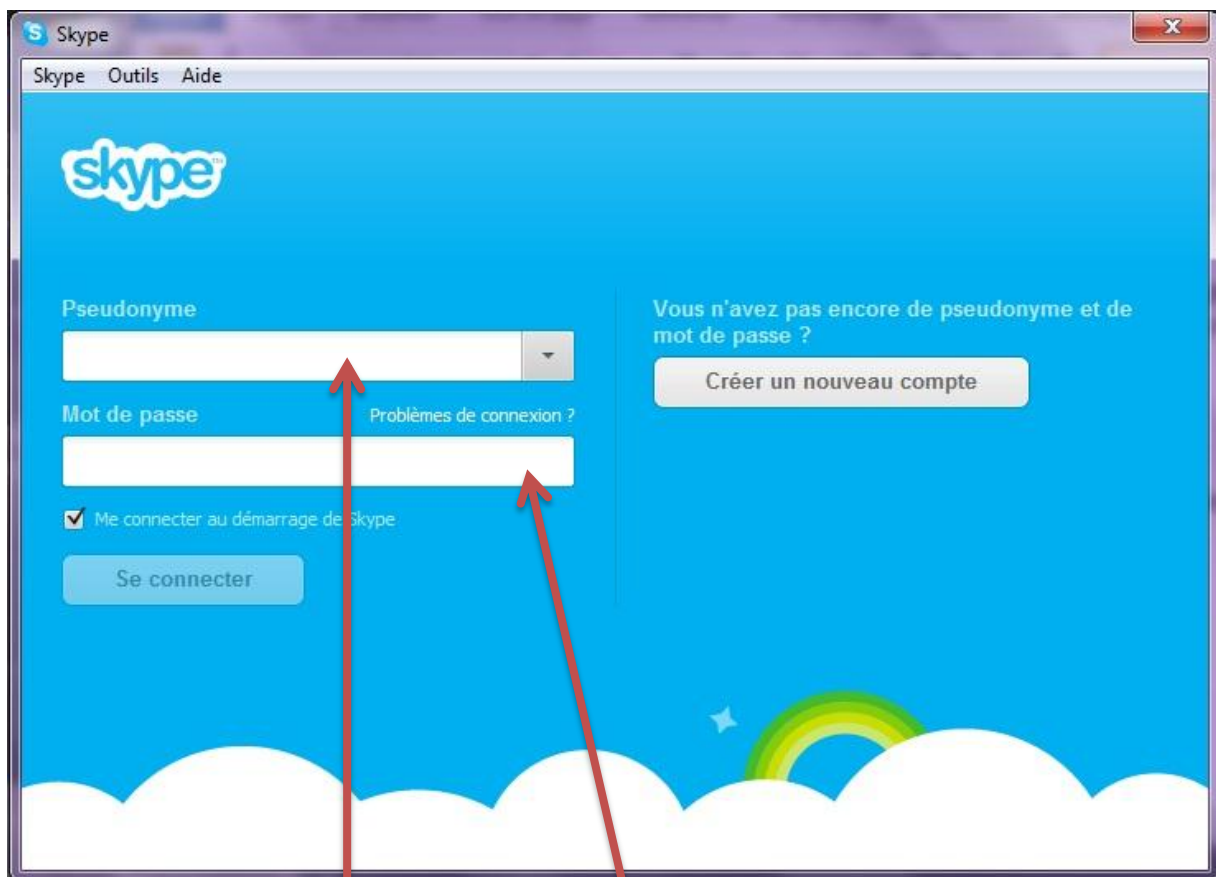 Skype
Skype Outils Aide
skype™
Pseudonyme
Mot de passe Problèmes de connexion ?
Me connecter au démarrage de Skype
Se connecter
Vous n'avez pas encore de pseudonyme et de
mot de passe ?
Créer un nouveau compte